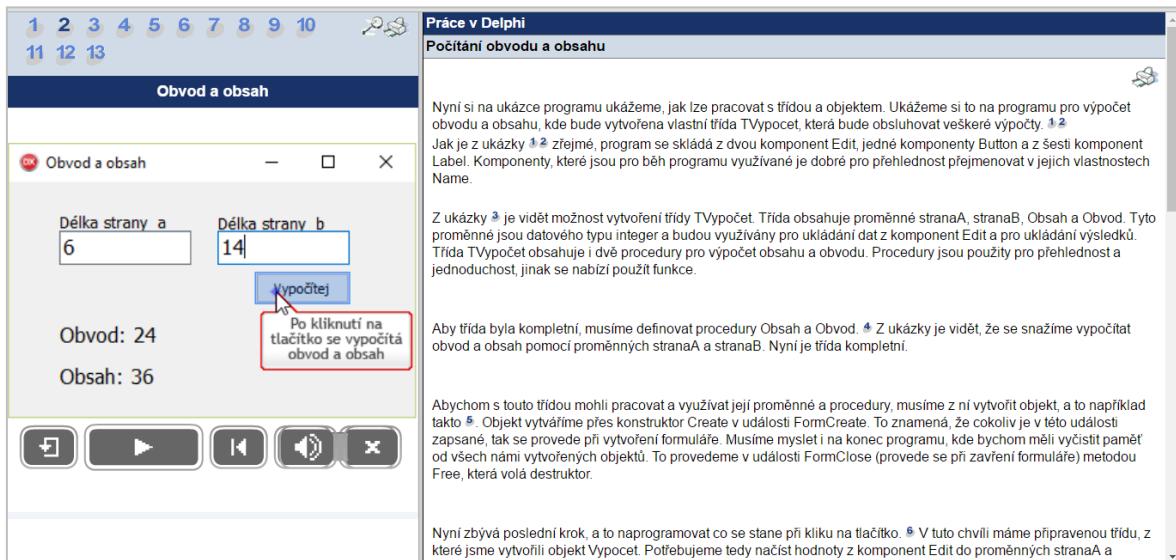 1 2 3 4 5 6 7 8 9 10
11 12 13
Obvod a obsah
Obvod a obsah
Délka strany a
Délka strany b
6
14
Vypočítej
Po kliknutí na
tlačítko se vypočítá
obvod a obsah
Obvod: 24
Obsah: 36
Práce v Delphi
Počítání obvodu a obsahu
Nyní si na ukázce programu ukážeme, jak lze pracovat s třídou a objektem. Ukážeme si to na programu pro výpočet
obvodu a obsahu, kde bude vytvořena vlastní třída TVypocet, která bude obsluhovat veškeré výpočty. 1 2
Jak je z ukázky 1 2 zřejmé, program se skládá z dvou komponent Edit, jedné komponenty Button a z šesti komponent
Label. Komponenty, které jsou pro běh programu využívané je dobré pro přehlednost přejmenovat v jejich vlastnostech
Name.
Z ukázky 3 je vidět možnost vytvoření třídy TVypočet. Třída obsahuje proměnné stranaA, stranaB, Obsah a Obvod. Tyto
proměnné jsou datového typu integer a budou využívány pro ukládání dat z komponent Edit a pro ukládání výsledků.
Třída TVypočet obsahuje i dvě procedury pro výpočet obsahu a obvodu. Procedury jsou použity pro přehlednost a
jednoduchost, jinak se nabízí použít funkce.
Aby třída byla kompletní, musíme definovat procedury Obsah a Obvod. 4 Z ukázky je vidět, že se snažíme vypočítat
obvod a obsah pomocí proměnných stranaA a stranaB. Nyní je třída kompletní.
Abychom s touto třídou mohli pracovat a využívat její proměnné a procedury, musíme z ní vytvořit objekt, a to například
takto 5. Objekt vytváříme přes konstruktor Create v události FormCreate. To znamená, že cokoliv je v této události
zapsané, tak se provede při vytvoření formuláře. Musíme myslet i na konec programu, kde bychom měli vyčistit paměť
od všech námi vytvořených objektů. To provedeme v události FormClose (provede se při zavření formuláře) metodou
Free, která volá destruktor.
Nyní zbývá poslední krok, a to naprogramovat co se stane při kliku na tlačítko. 6 V tuto chvíli máme připravenou třídu, z
které jsme vytvořili objekt Vypocet. Potřebujeme tedy načíst hodnoty z komponent Edit do proměnných stranaA a